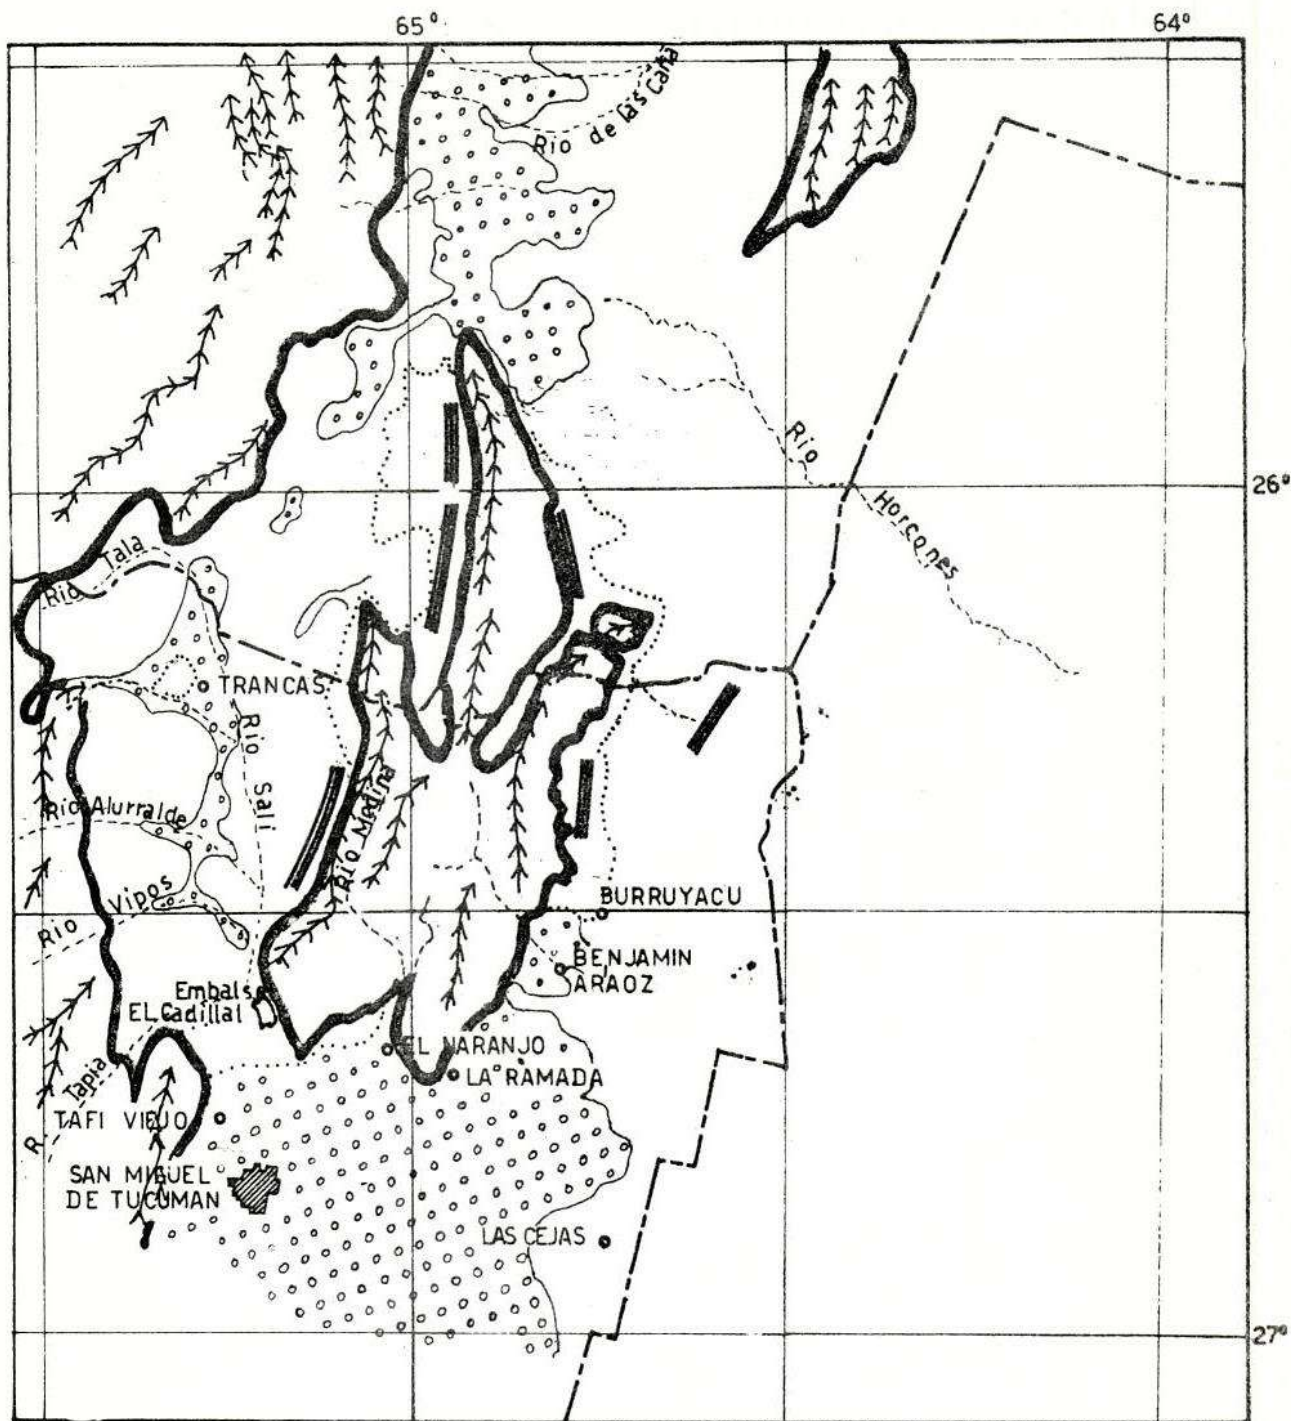 65°
64°
Rio de las Caña
Rio Horcones
26°
Rio Tala
TRANCAS
Rio Sali
Rio Medina
Rio Alurralde
Rio Vipos
BURRUYACU
BENJAMIN
ARAOZ
Embals
EL Cadillal
EL NARANJO
LA RAMADA
R. Tapia
TAFI VIEJO
SAN MIGUEL
DE TUCUMAN
LAS CEJAS
27°